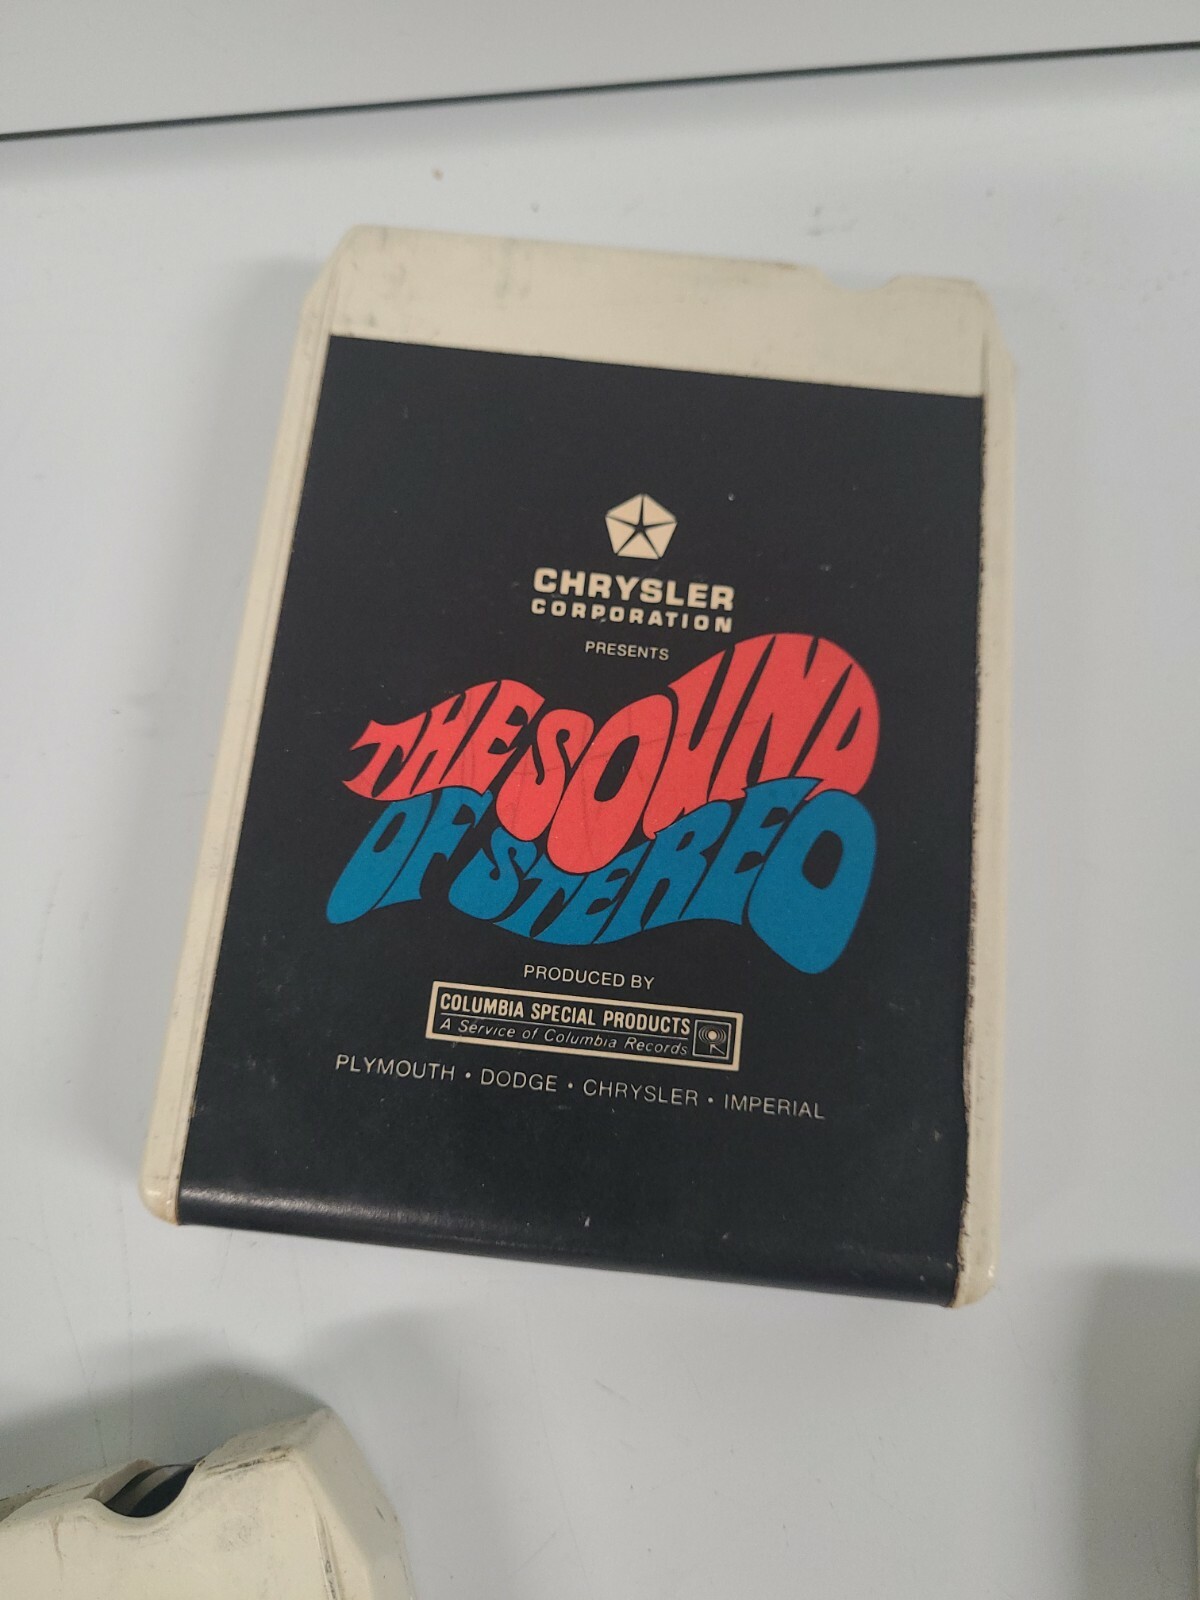 CHRYSLER
CORPORATION
PRESENTS
THE SOUND
OF STEREO
PRODUCED BY
COLUMBIA SPECIAL PRODUCTS
A Service of Columbia Records
PLYMOUTH • DODGE • CHRYSLER • IMPERIAL